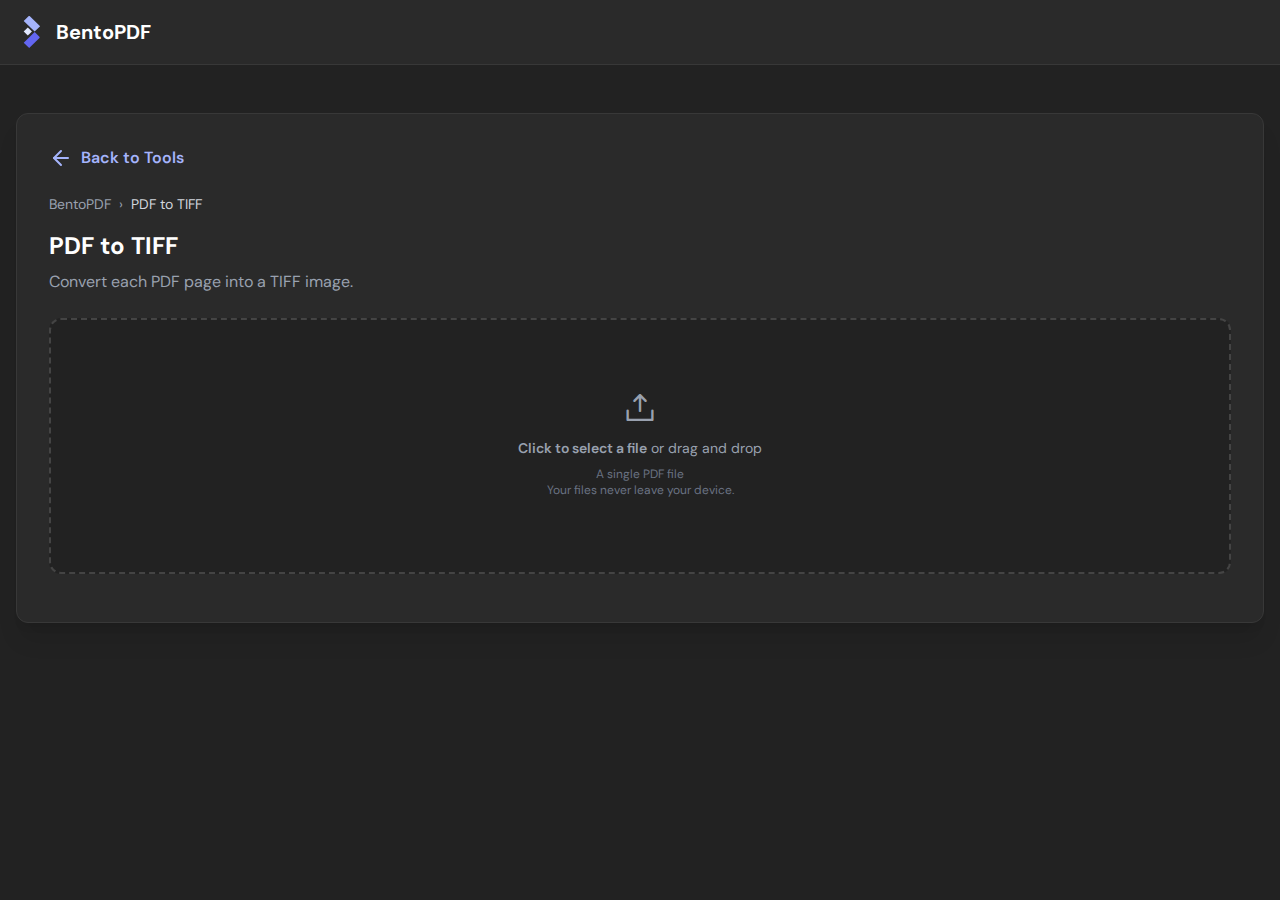 BentoPDF
Back to Tools
BentoPDF › PDF to TIFF
PDF to TIFF
Convert each PDF page into a TIFF image.
Click to select a file or drag and drop
A single PDF file
Your files never leave your device.